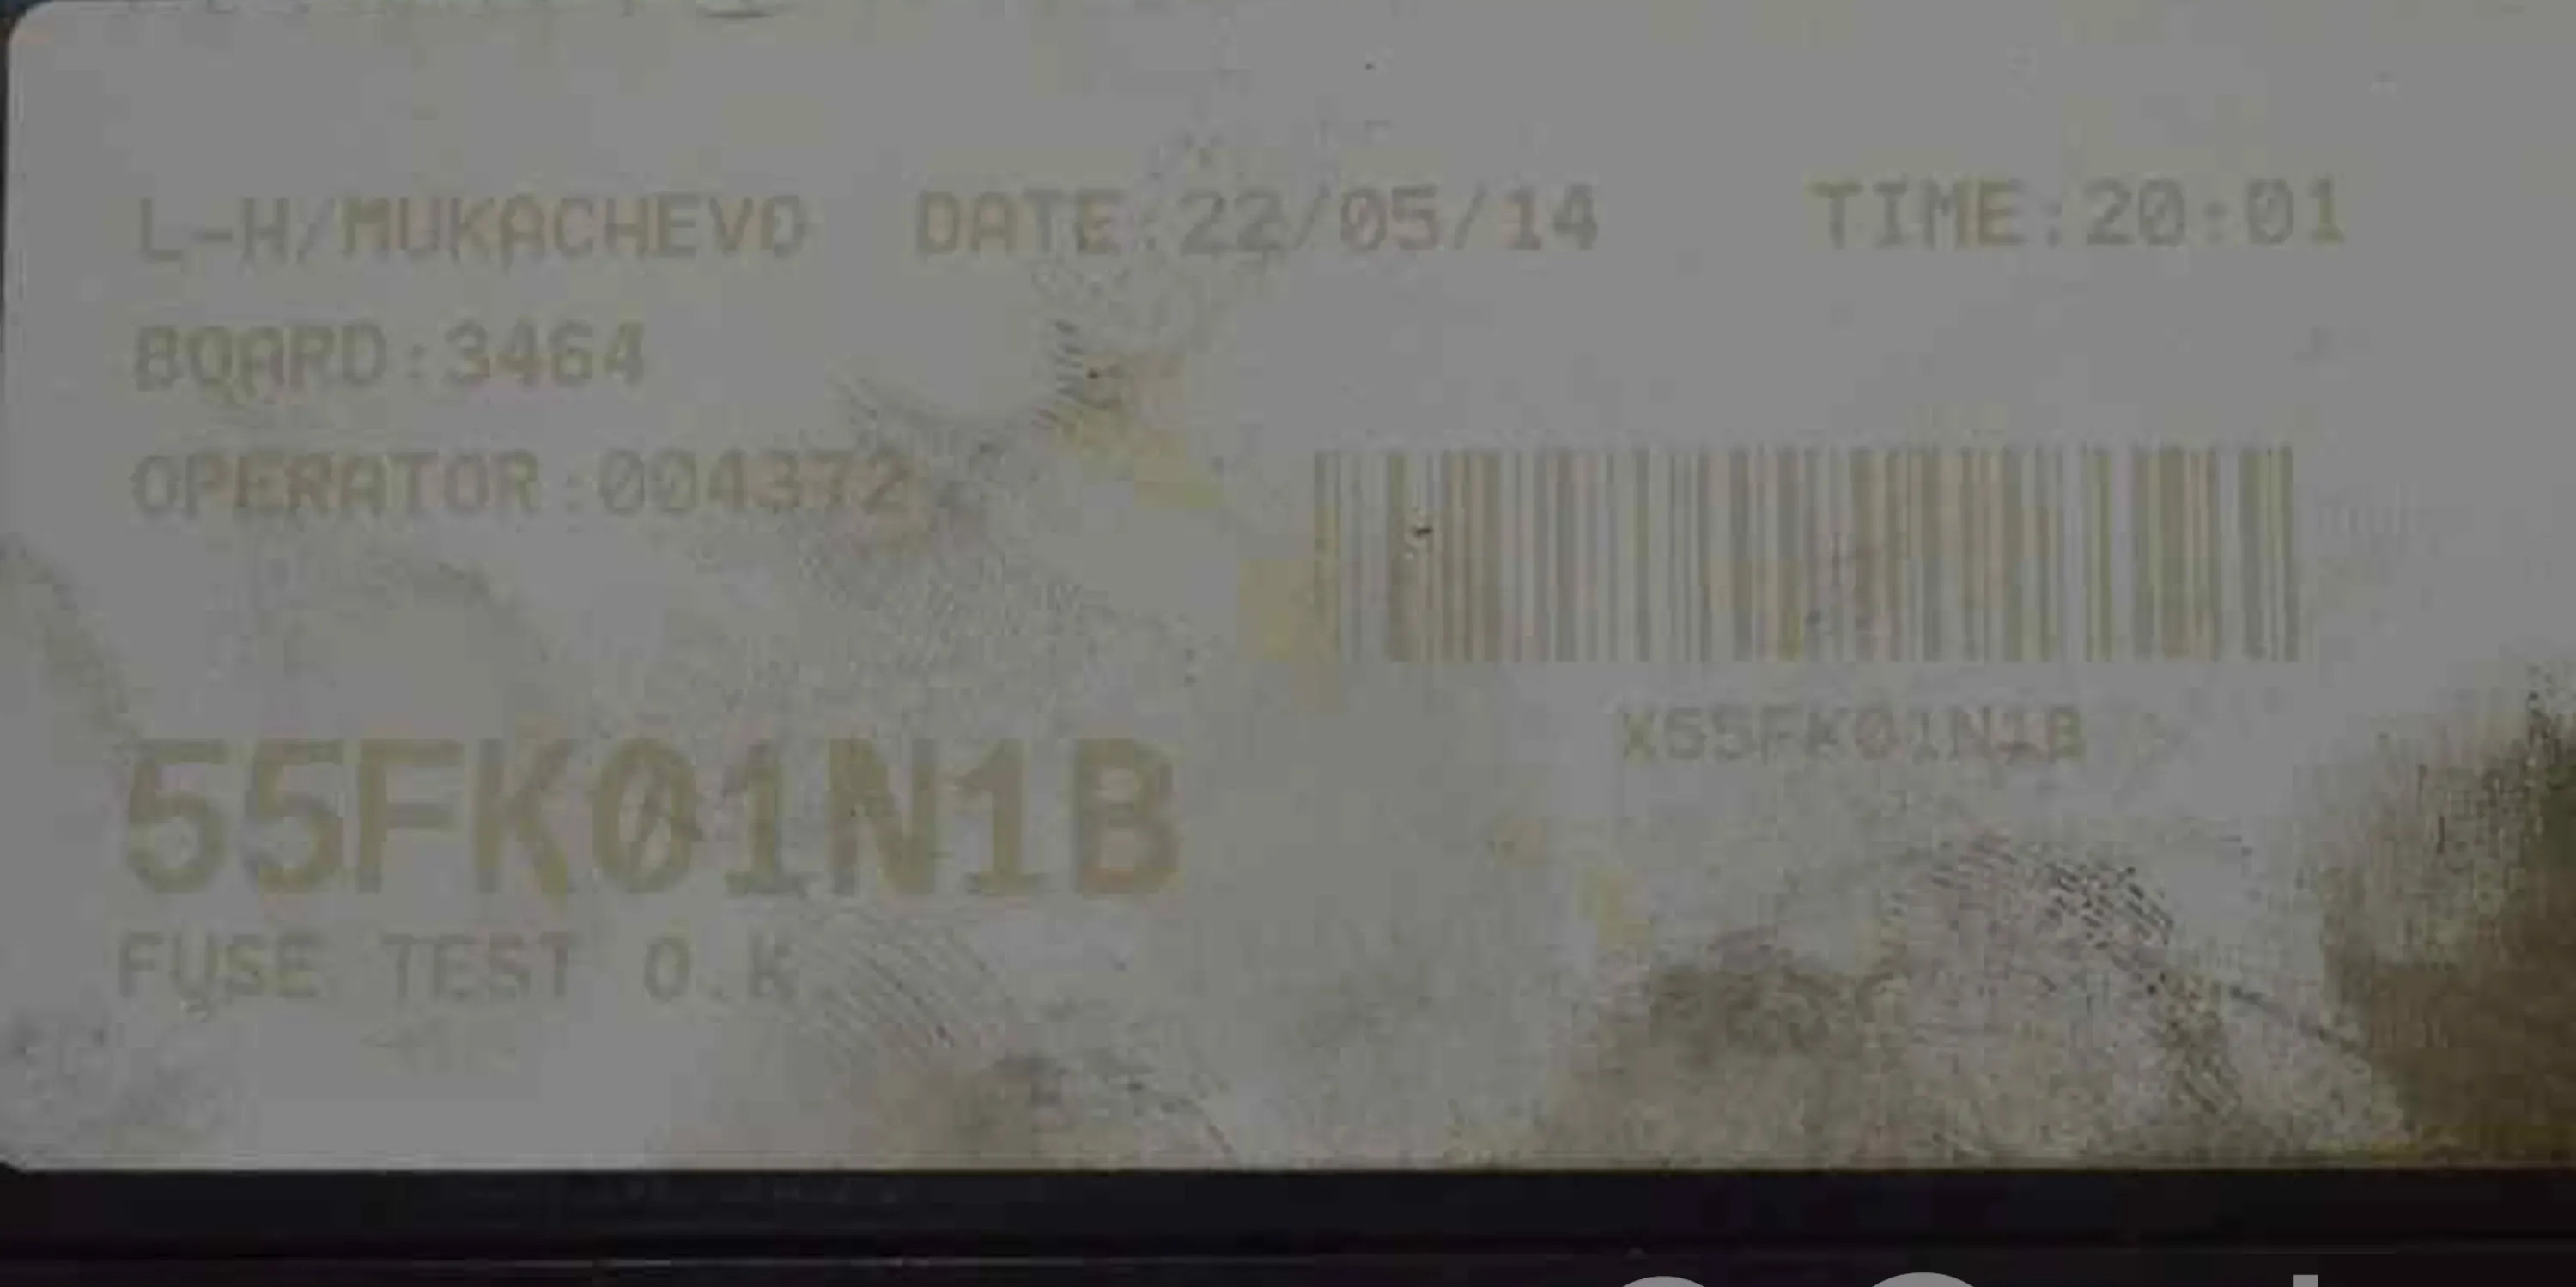 L-H/MUKACHEVO DATE:22/05/14 TIME:20:01
BOARD:3464
OPERATOR:004372
X55FK01N1B
55FK01N1B
FUSE TEST O.K